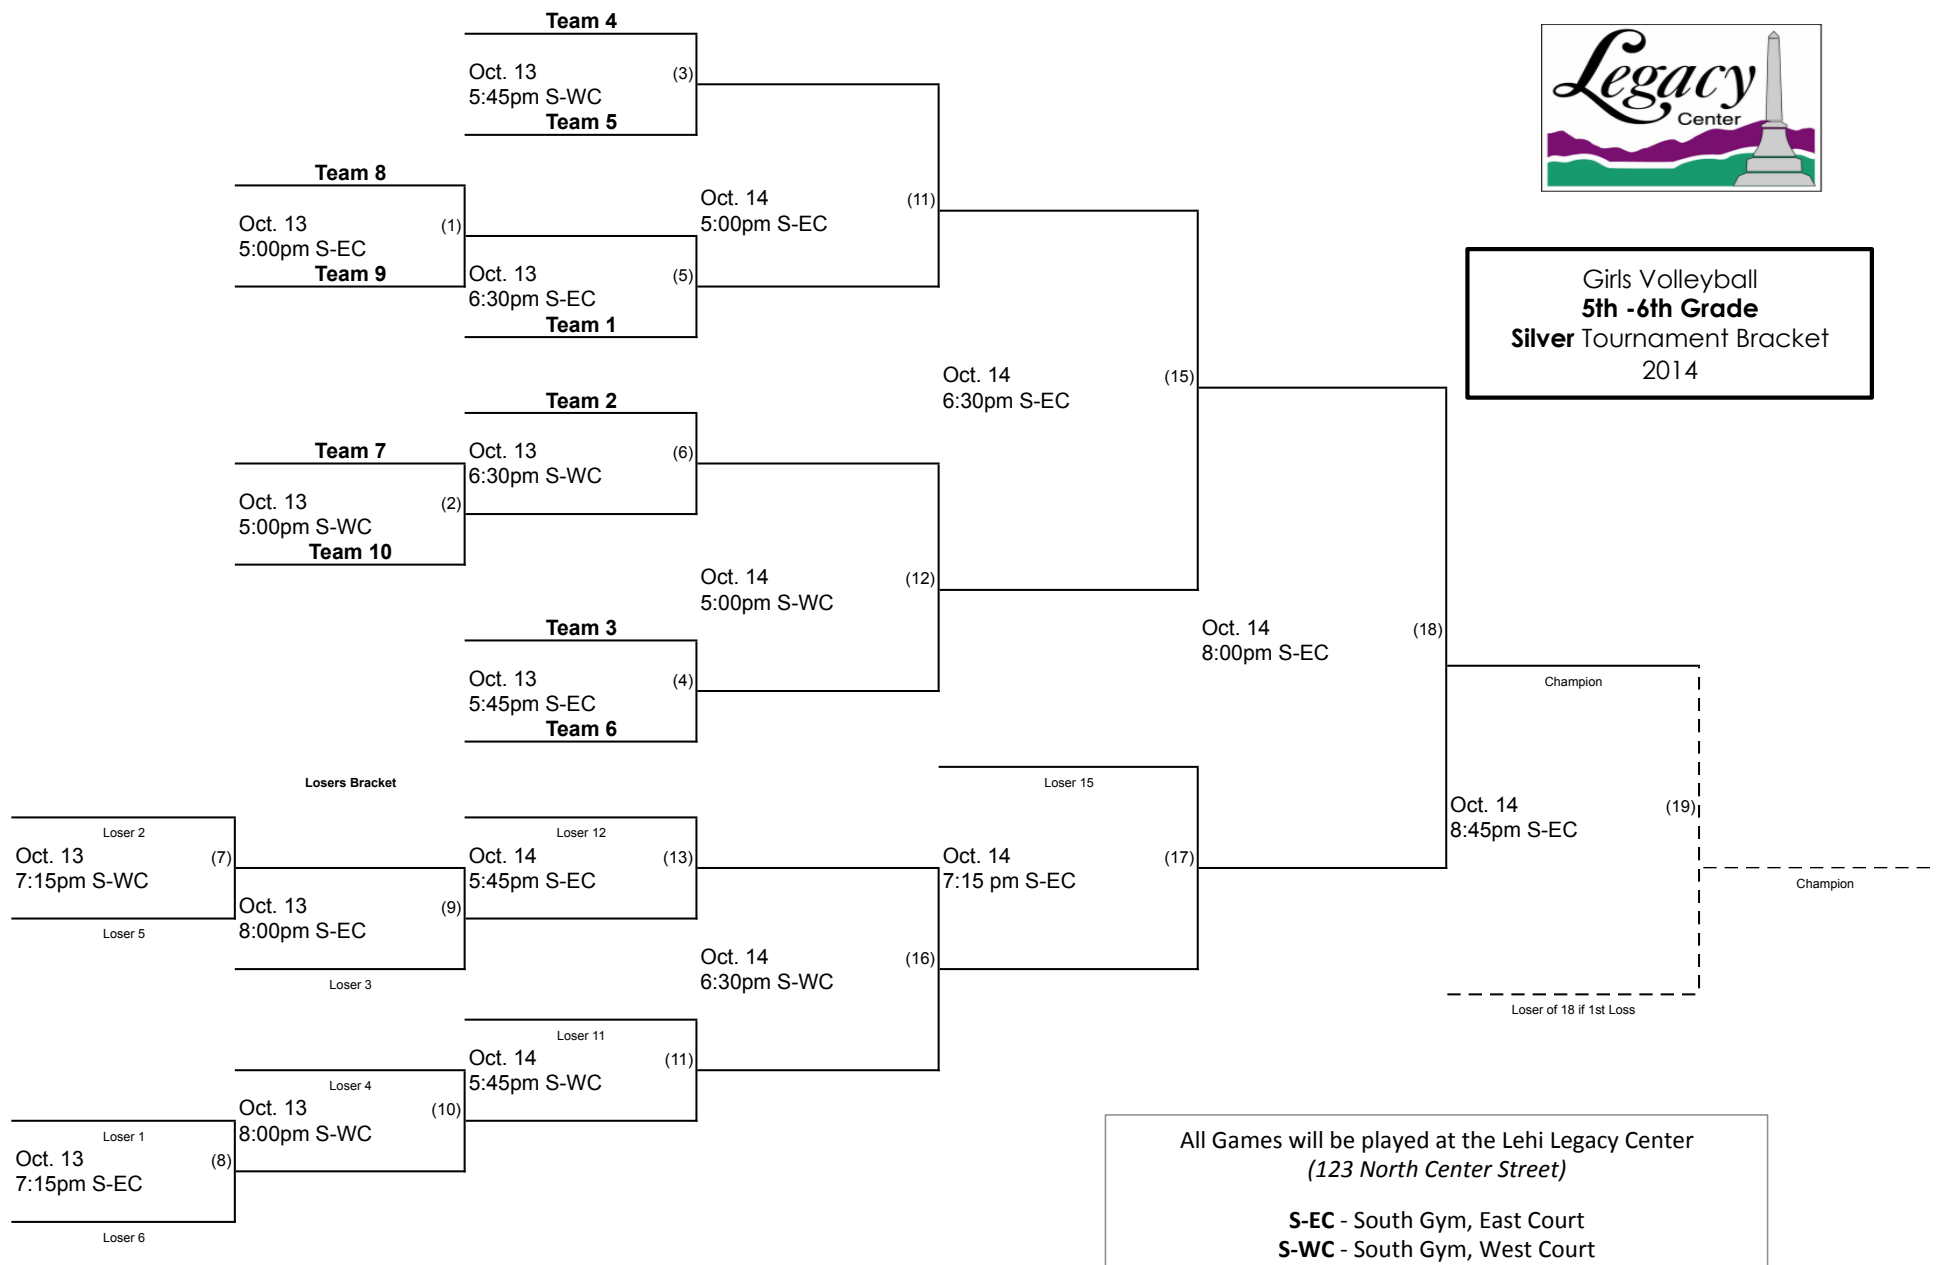 Team 4
Oct. 13 (3)
5:45pm S-WC
Team 5
Legacy
Center
Team 8
Oct. 13 (1)
5:00pm S-EC
Team 9
Oct. 14 (11)
5:00pm S-EC
Oct. 13 (5)
6:30pm S-EC
Team 1
Girls Volleyball
5th -6th Grade
Silver Tournament Bracket
2014
Oct. 14 (15)
6:30pm S-EC
Team 2
Oct. 13 (6)
6:30pm S-WC
Team 7
Oct. 13 (2)
5:00pm S-WC
Team 10
Oct. 14 (12)
5:00pm S-WC
Team 3
Oct. 13 (4)
5:45pm S-EC
Team 6
Oct. 14 (18)
8:00pm S-EC
Champion
Losers Bracket
Loser 15
Loser 2
Oct. 13 (7)
7:15pm S-WC
Loser 5
Loser 12
Oct. 14 (13)
5:45pm S-EC
Oct. 14 (17)
7:15 pm S-EC
Oct. 14 (19)
8:45pm S-EC
Champion
Oct. 13 (9)
8:00pm S-EC
Loser 3
Oct. 14 (16)
6:30pm S-WC
Loser of 18 if 1st Loss
Loser 11
Oct. 14 (11)
5:45pm S-WC
Loser 4
Oct. 13 (10)
8:00pm S-WC
Loser 1
Oct. 13 (8)
7:15pm S-EC
Loser 6
All Games will be played at the Lehi Legacy Center
(123 North Center Street)
S-EC - South Gym, East Court
S-WC - South Gym, West Court